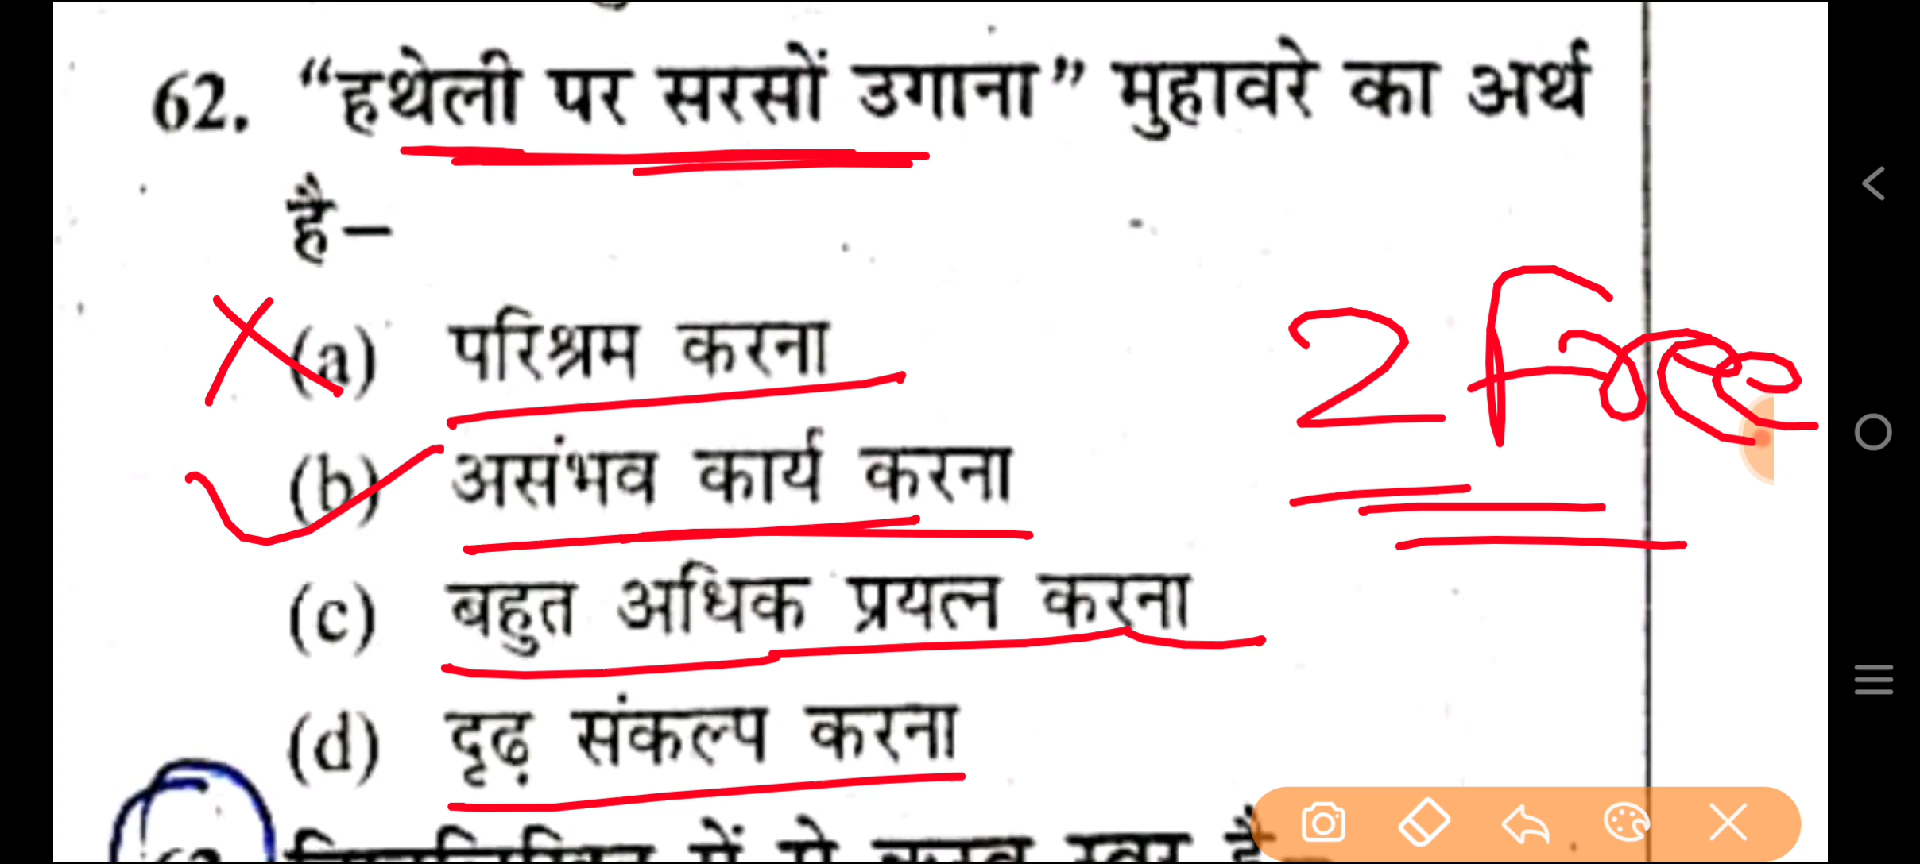 62. “हथेली पर सरसों उगाना” मुहावरे का अर्थ
है–
(a) परिश्रम करना
(b) असंभव कार्य करना
2 Free
(c) बहुत अधिक प्रयत्न करना
(d) दृढ़ संकल्प करना